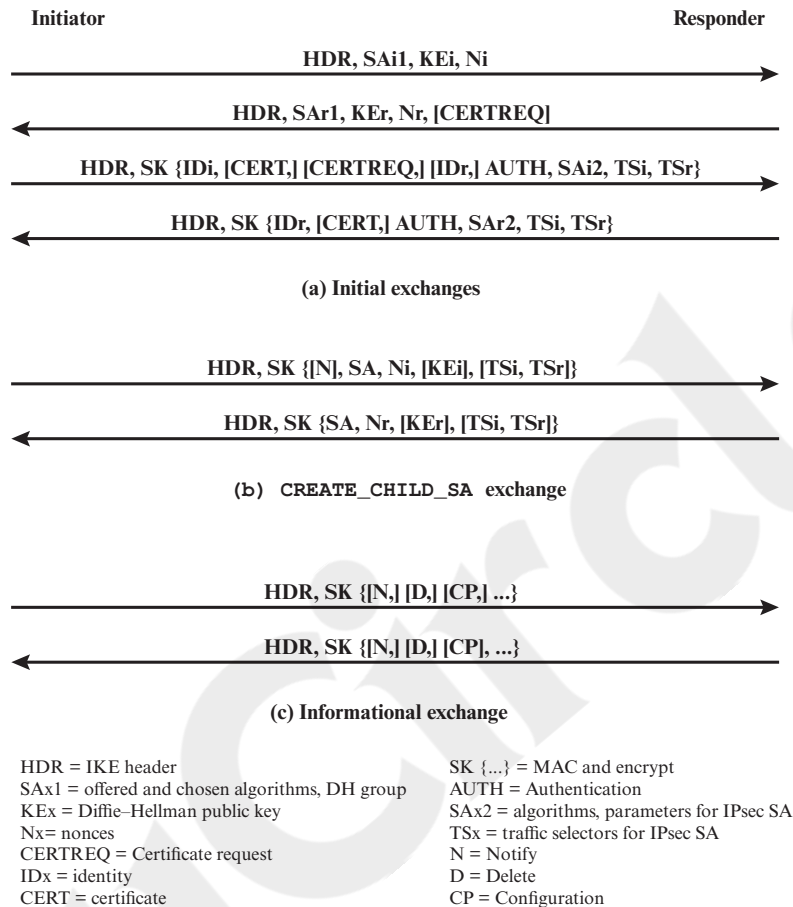 Initiator Responder
HDR, SAi1, KEi, Ni
HDR, SAr1, KEr, Nr, [CERTREQ]
HDR, SK {IDi, [CERT,] [CERTREQ,] [IDr,] AUTH, SAi2, TSi, TSr}
HDR, SK {IDr, [CERT,] AUTH, SAr2, TSi, TSr}
(a) Initial exchanges
HDR, SK {[N], SA, Ni, [KEi], [TSi, TSr]}
HDR, SK {SA, Nr, [KEr], [TSi, TSr]}
(b) CREATE_CHILD_SA exchange
HDR, SK {[N,] [D,] [CP,] ...}
HDR, SK {[N,] [D,] [CP], ...}
(c) Informational exchange
HDR = IKE header
SAx1 = offered and chosen algorithms, DH group
KEx = Diffie–Hellman public key
Nx= nonces
CERTREQ = Certificate request
IDx = identity
CERT = certificate
SK {...} = MAC and encrypt
AUTH = Authentication
SAx2 = algorithms, parameters for IPsec SA
TSx = traffic selectors for IPsec SA
N = Notify
D = Delete
CP = Configuration